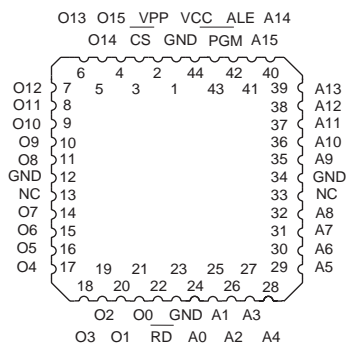 O13 O15 VPP VCC ALE A14
O14 CS GND PGM A15
6 4 2 44 42 40
5 3 1 43 41
O12 7 39 A13
O11 8 38 A12
O10 9 37 A11
O9 10 36 A10
O8 11 35 A9
GND 12 34 GND
NC 13 33 NC
O7 14 32 A8
O6 15 31 A7
O5 16 30 A6
O4 17 29 A5
19 21 23 25 27
18 20 22 24 26 28
O2 O0 GND A1 A3
O3 O1 RD A0 A2 A4